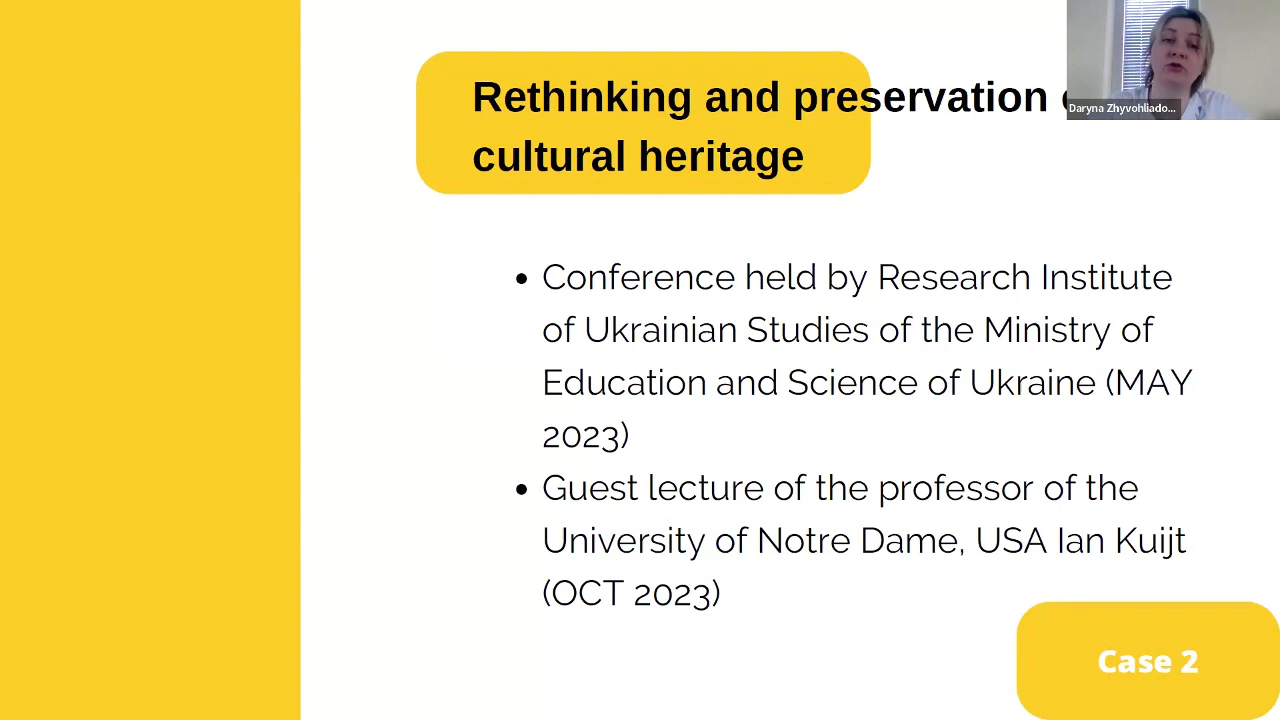 Rethinking and preservation
cultural heritage
Daryna Zhyvohliado...
• Conference held by Research Institute
of Ukrainian Studies of the Ministry of
Education and Science of Ukraine (MAY
2023)
• Guest lecture of the professor of the
University of Notre Dame, USA Ian Kuijt
(OCT 2023)
Case 2